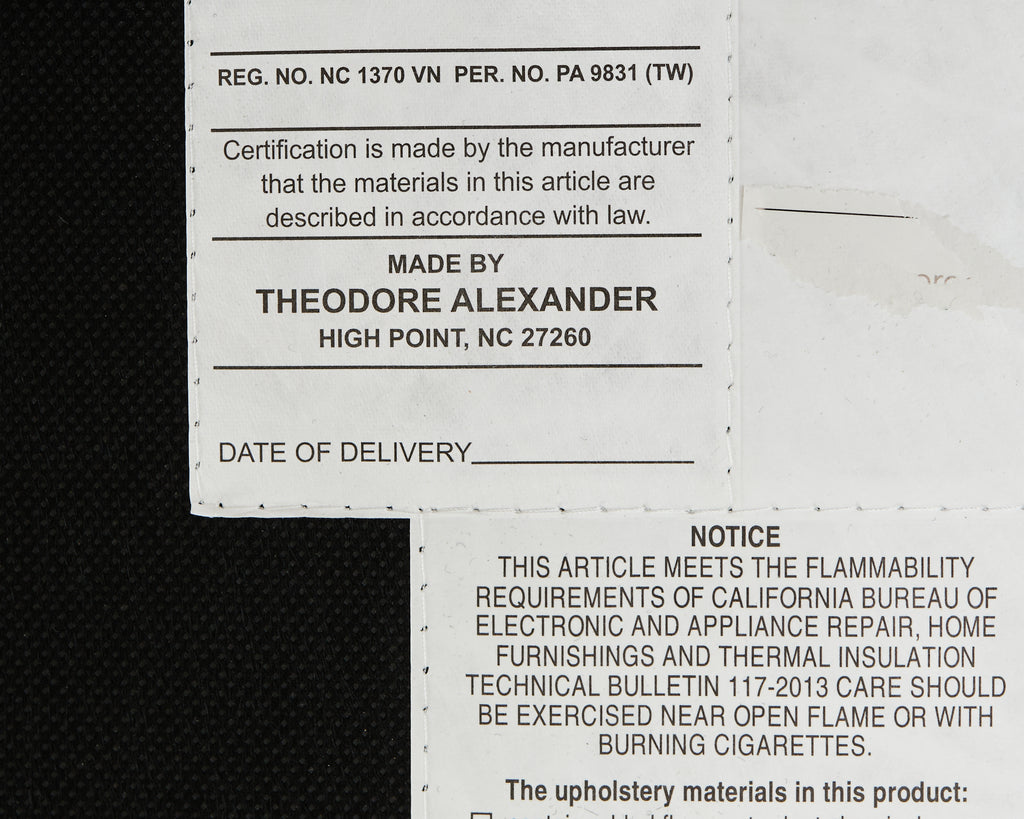 REG. NO. NC 1370 VN PER. NO. PA 9831 (TW)
Certification is made by the manufacturer
that the materials in this article are
described in accordance with law.
MADE BY
THEODORE ALEXANDER
HIGH POINT, NC 27260
DATE OF DELIVERY
NOTICE
THIS ARTICLE MEETS THE FLAMMABILITY
REQUIREMENTS OF CALIFORNIA BUREAU OF
ELECTRONIC AND APPLIANCE REPAIR, HOME
FURNISHINGS AND THERMAL INSULATION
TECHNICAL BULLETIN 117-2013 CARE SHOULD
BE EXERCISED NEAR OPEN FLAME OR WITH
BURNING CIGARETTES.
The upholstery materials in this product: